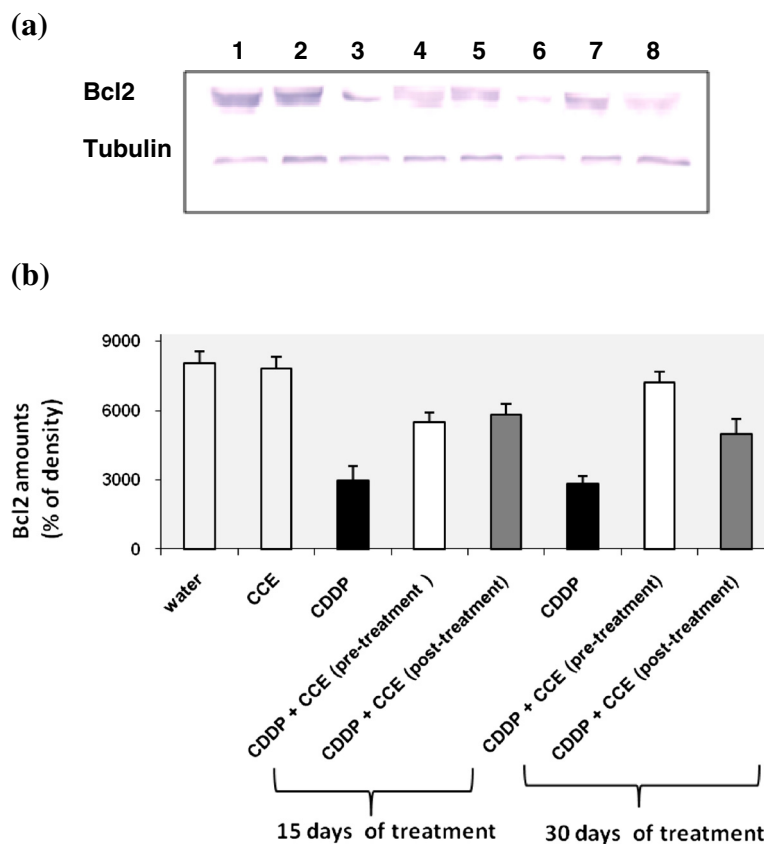 (a)
1 2 3 4 5 6 7 8
Bcl2
Tubulin
(b)
Bcl2 amounts
(% of density)
9000
6000
3000
0
water
CCE
CDDP
CDDP + CCE (pre-treatment )
CDDP + CCE (post-treatment)
CDDP
CDDP + CCE (pre-treatment)
CDDP + CCE (post-treatment)
15 days of treatment
30 days of treatment